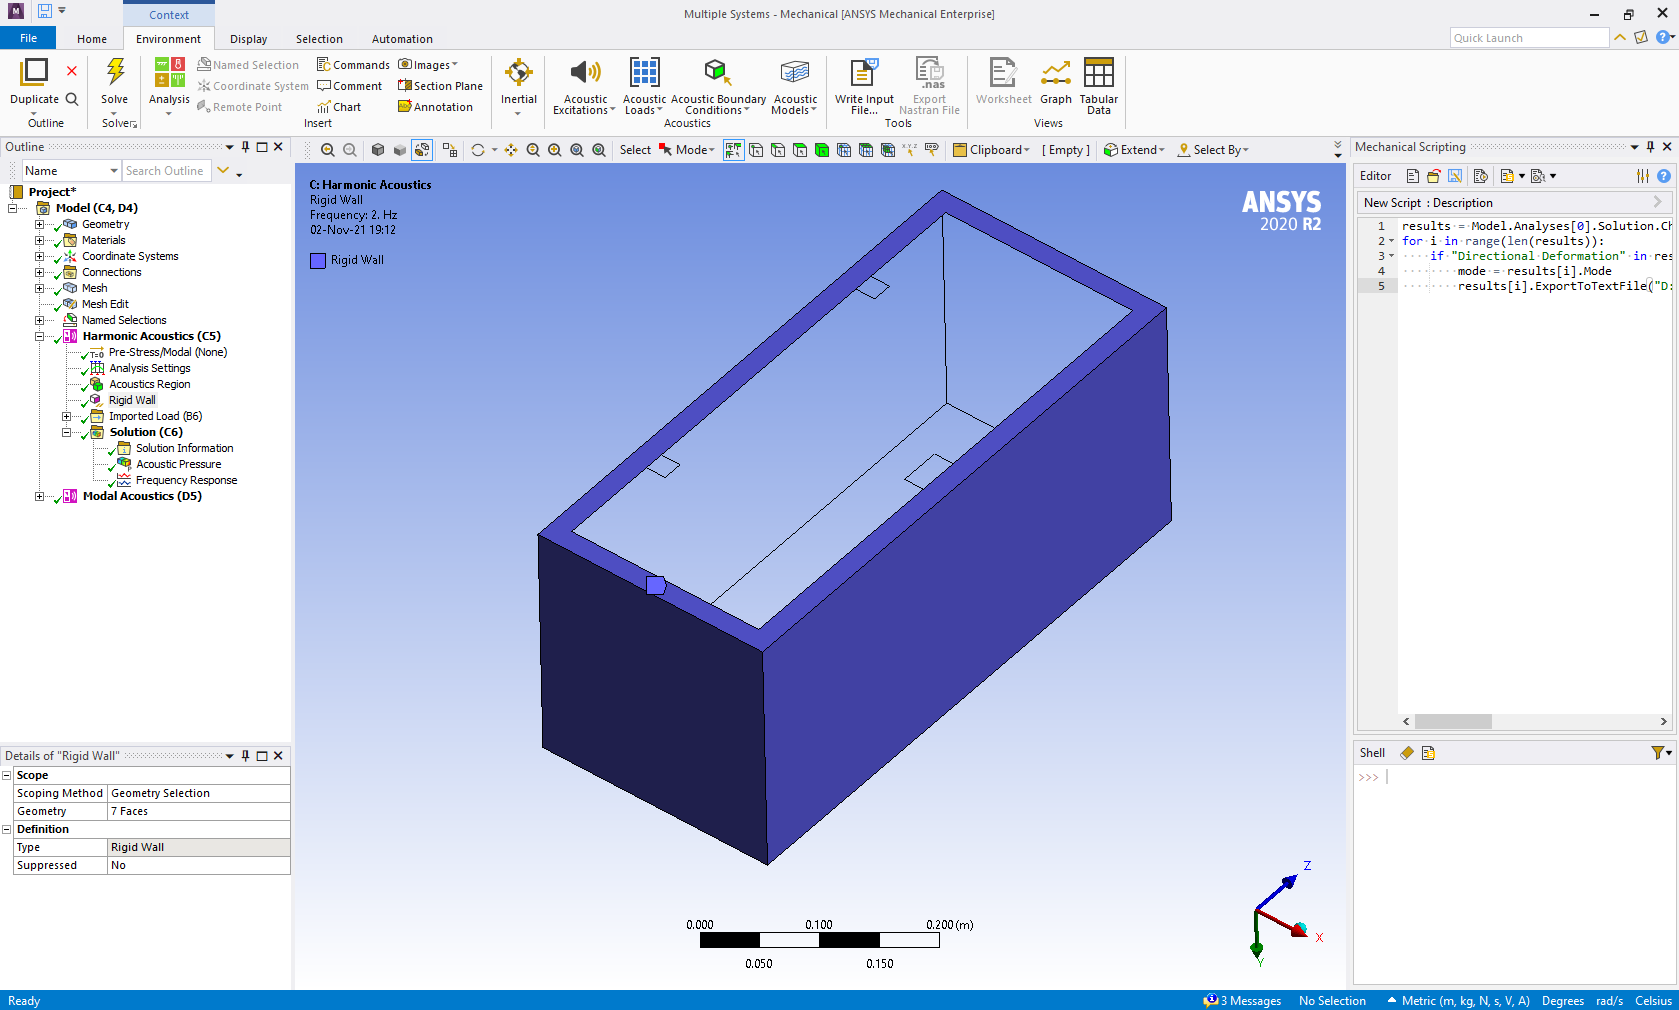 Context
Multiple Systems - Mechanical [ANSYS Mechanical Enterprise]
File Home Environment Display Selection Automation
Quick Launch
Duplicate
Outline
Solve
Solver
Analysis
Named Selection
Coordinate System
Remote Point
Commands
Comment
Chart
Images
Section Plane
Annotation
Insert
Inertial
Acoustic Excitations
Acoustic Loads
Acoustic Boundary Conditions
Acoustic Models
Acoustics
Write Input File...
Export Nastran File
Tools
Worksheet
Graph
Tabular Data
Views
Outline
Name Search Outline
Project*
Model (C4, D4)
Geometry
Materials
Coordinate Systems
Connections
Mesh
Mesh Edit
Named Selections
Harmonic Acoustics (C5)
Pre-Stress/Modal (None)
Analysis Settings
Acoustics Region
Rigid Wall
Imported Load (B6)
Solution (C6)
Solution Information
Acoustic Pressure
Frequency Response
Modal Acoustics (D5)
Details of "Rigid Wall"
Scope
Scoping Method Geometry Selection
Geometry 7 Faces
Definition
Type Rigid Wall
Suppressed No
Select Mode Clipboard [ Empty ] Extend Select By
C: Harmonic Acoustics
Rigid Wall
Frequency: 2. Hz
02-Nov-21 19:12
Rigid Wall
ANSYS
2020 R2
0.000 0.100 0.200 (m)
0.050 0.150
Z
X
Y
Mechanical Scripting
Editor
New Script : Description
1 results = Model.Analyses[0].Solution.Ch
2 for i in range(len(results)):
3 if "Directional Deformation" in res
4 mode = results[i].Mode
5 results[i].ExportToTextFile("D:
Shell
>>>
Ready
3 Messages No Selection Metric (m, kg, N, s, V, A) Degrees rad/s Celsius